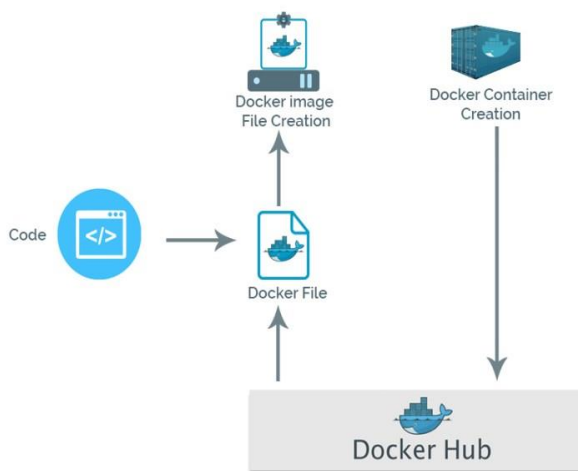 Docker image
File Creation
Docker Container
Creation
Code
</>
Docker File
Docker Hub